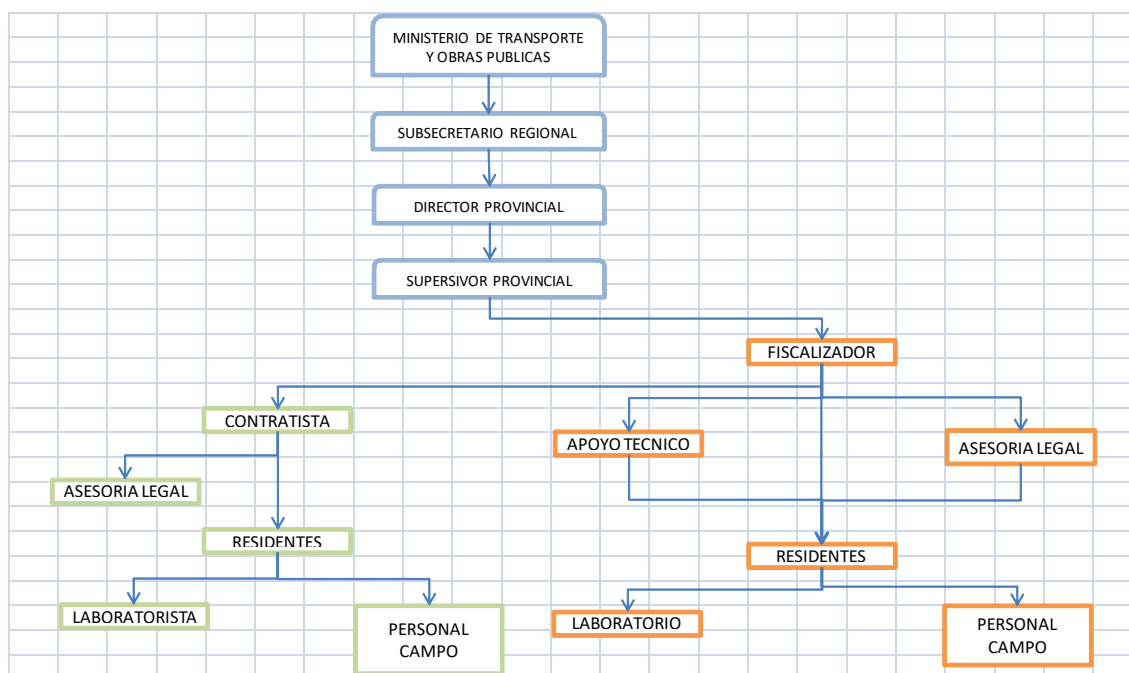 MINISTERIO DE TRANSPORTE
Y OBRAS PUBLICAS
SUBSECRETARIO REGIONAL
DIRECTOR PROVINCIAL
SUPERSIVOR PROVINCIAL
FISCALIZADOR
CONTRATISTA
APOYO TECNICO
ASESORIA LEGAL
ASESORIA LEGAL
RESIDENTES
RESIDENTES
LABORATORISTA
PERSONAL
CAMPO
LABORATORIO
PERSONAL
CAMPO